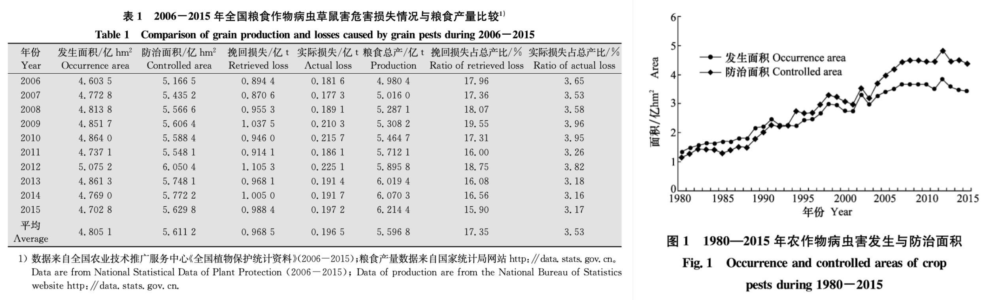 表 1 2006－2015 年全国粮食作物病虫草鼠害危害损失情况与粮食产量比较1)
Table 1 Comparison of grain production and losses caused by grain pests during 2006－2015
年份 发生面积/亿 hm2 防治面积/亿 hm2 挽回损失/亿 t 实际损失/亿 t 粮食总产/亿 t 挽回损失占总产比/% 实际损失占总产比/%
Year Occurrence area Controlled area Retrieved loss Actual loss Production Ratio of retrieved loss Ratio of actual loss
2006 4.603 5 5.166 5 0.894 4 0.181 6 4.980 4 17.96 3.65
2007 4.772 8 5.435 2 0.870 6 0.177 3 5.016 0 17.36 3.53
2008 4.813 8 5.566 6 0.955 3 0.189 1 5.287 1 18.07 3.58
2009 4.851 7 5.606 4 1.037 5 0.210 3 5.308 2 19.55 3.96
2010 4.864 0 5.588 4 0.946 0 0.215 7 5.464 7 17.31 3.95
2011 4.737 1 5.548 1 0.914 1 0.186 1 5.712 1 16.00 3.26
2012 5.075 2 6.050 4 1.105 3 0.225 1 5.895 8 18.75 3.82
2013 4.861 3 5.748 1 0.968 1 0.191 4 6.019 4 16.08 3.18
2014 4.769 0 5.772 2 1.005 0 0.191 7 6.070 3 16.56 3.16
2015 4.702 8 5.629 8 0.988 4 0.197 2 6.214 4 15.90 3.17
平均
Average 4.805 1 5.611 2 0.968 5 0.196 5 5.596 8 17.35 3.53
1) 数据来自全国农业技术推广服务中心《全国植物保护统计资料》(2006－2015);粮食产量数据来自国家统计局网站 http://data.stats.gov.cn。
Data are from National Statistical Data of Plant Protection (2006－2015); Data of production are from the National Bureau of Statistics
website http://data.stats.gov.cn.
6
5
4
3
2
1
0
面积/亿hm2 Area
发生面积 Occurrence area
防治面积 Controlled area
1980 1985 1990 1995 2000 2005 2010 2015
年份 Year
图 1 1980—2015 年农作物病虫害发生与防治面积
Fig. 1 Occurrence and controlled areas of crop
pests during 1980－2015